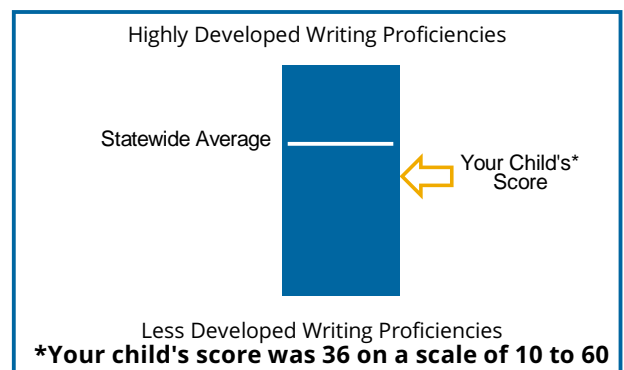 Highly Developed Writing Proficiencies
Statewide Average
Your Child's*
Score
Less Developed Writing Proficiencies
*Your child's score was 36 on a scale of 10 to 60